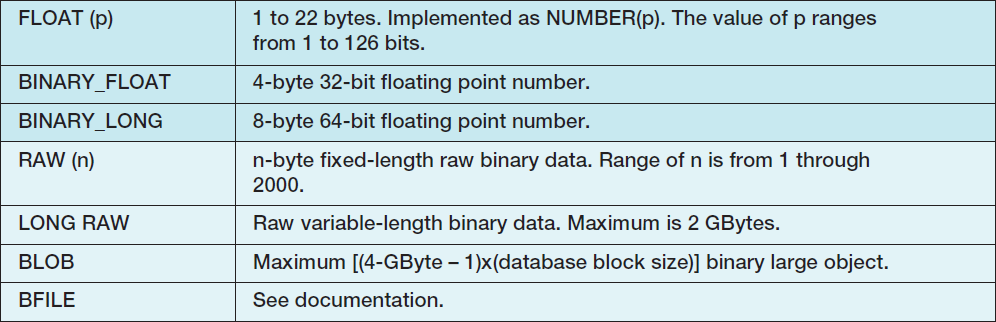 FLOAT (p) 1 to 22 bytes. Implemented as NUMBER(p). The value of p ranges
from 1 to 126 bits.
BINARY_FLOAT 4-byte 32-bit floating point number.
BINARY_LONG 8-byte 64-bit floating point number.
RAW (n) n-byte fixed-length raw binary data. Range of n is from 1 through
2000.
LONG RAW Raw variable-length binary data. Maximum is 2 GBytes.
BLOB Maximum [(4-GByte – 1)x(database block size)] binary large object.
BFILE See documentation.